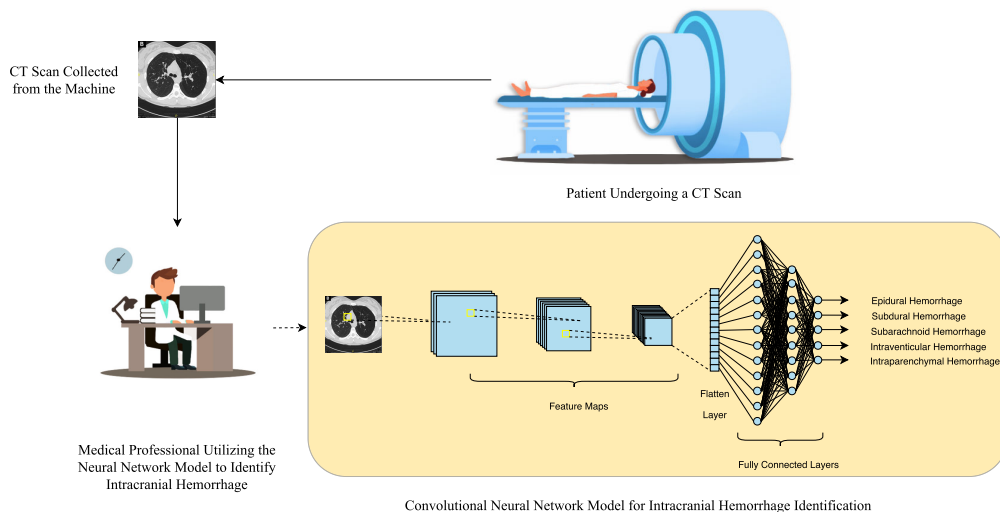 CT Scan Collected
from the Machine
Patient Undergoing a CT Scan
Epidural Hemorrhage
Subdural Hemorrhage
Subarachnoid Hemorrhage
Intraventicular Hemorrhage
Intraparenchymal Hemorrhage
Feature Maps
Flatten
Layer
Fully Connected Layers
Medical Professional Utilizing the
Neural Network Model to Identify
Intracranial Hemorrhage
Convolutional Neural Network Model for Intracranial Hemorrhage Identification